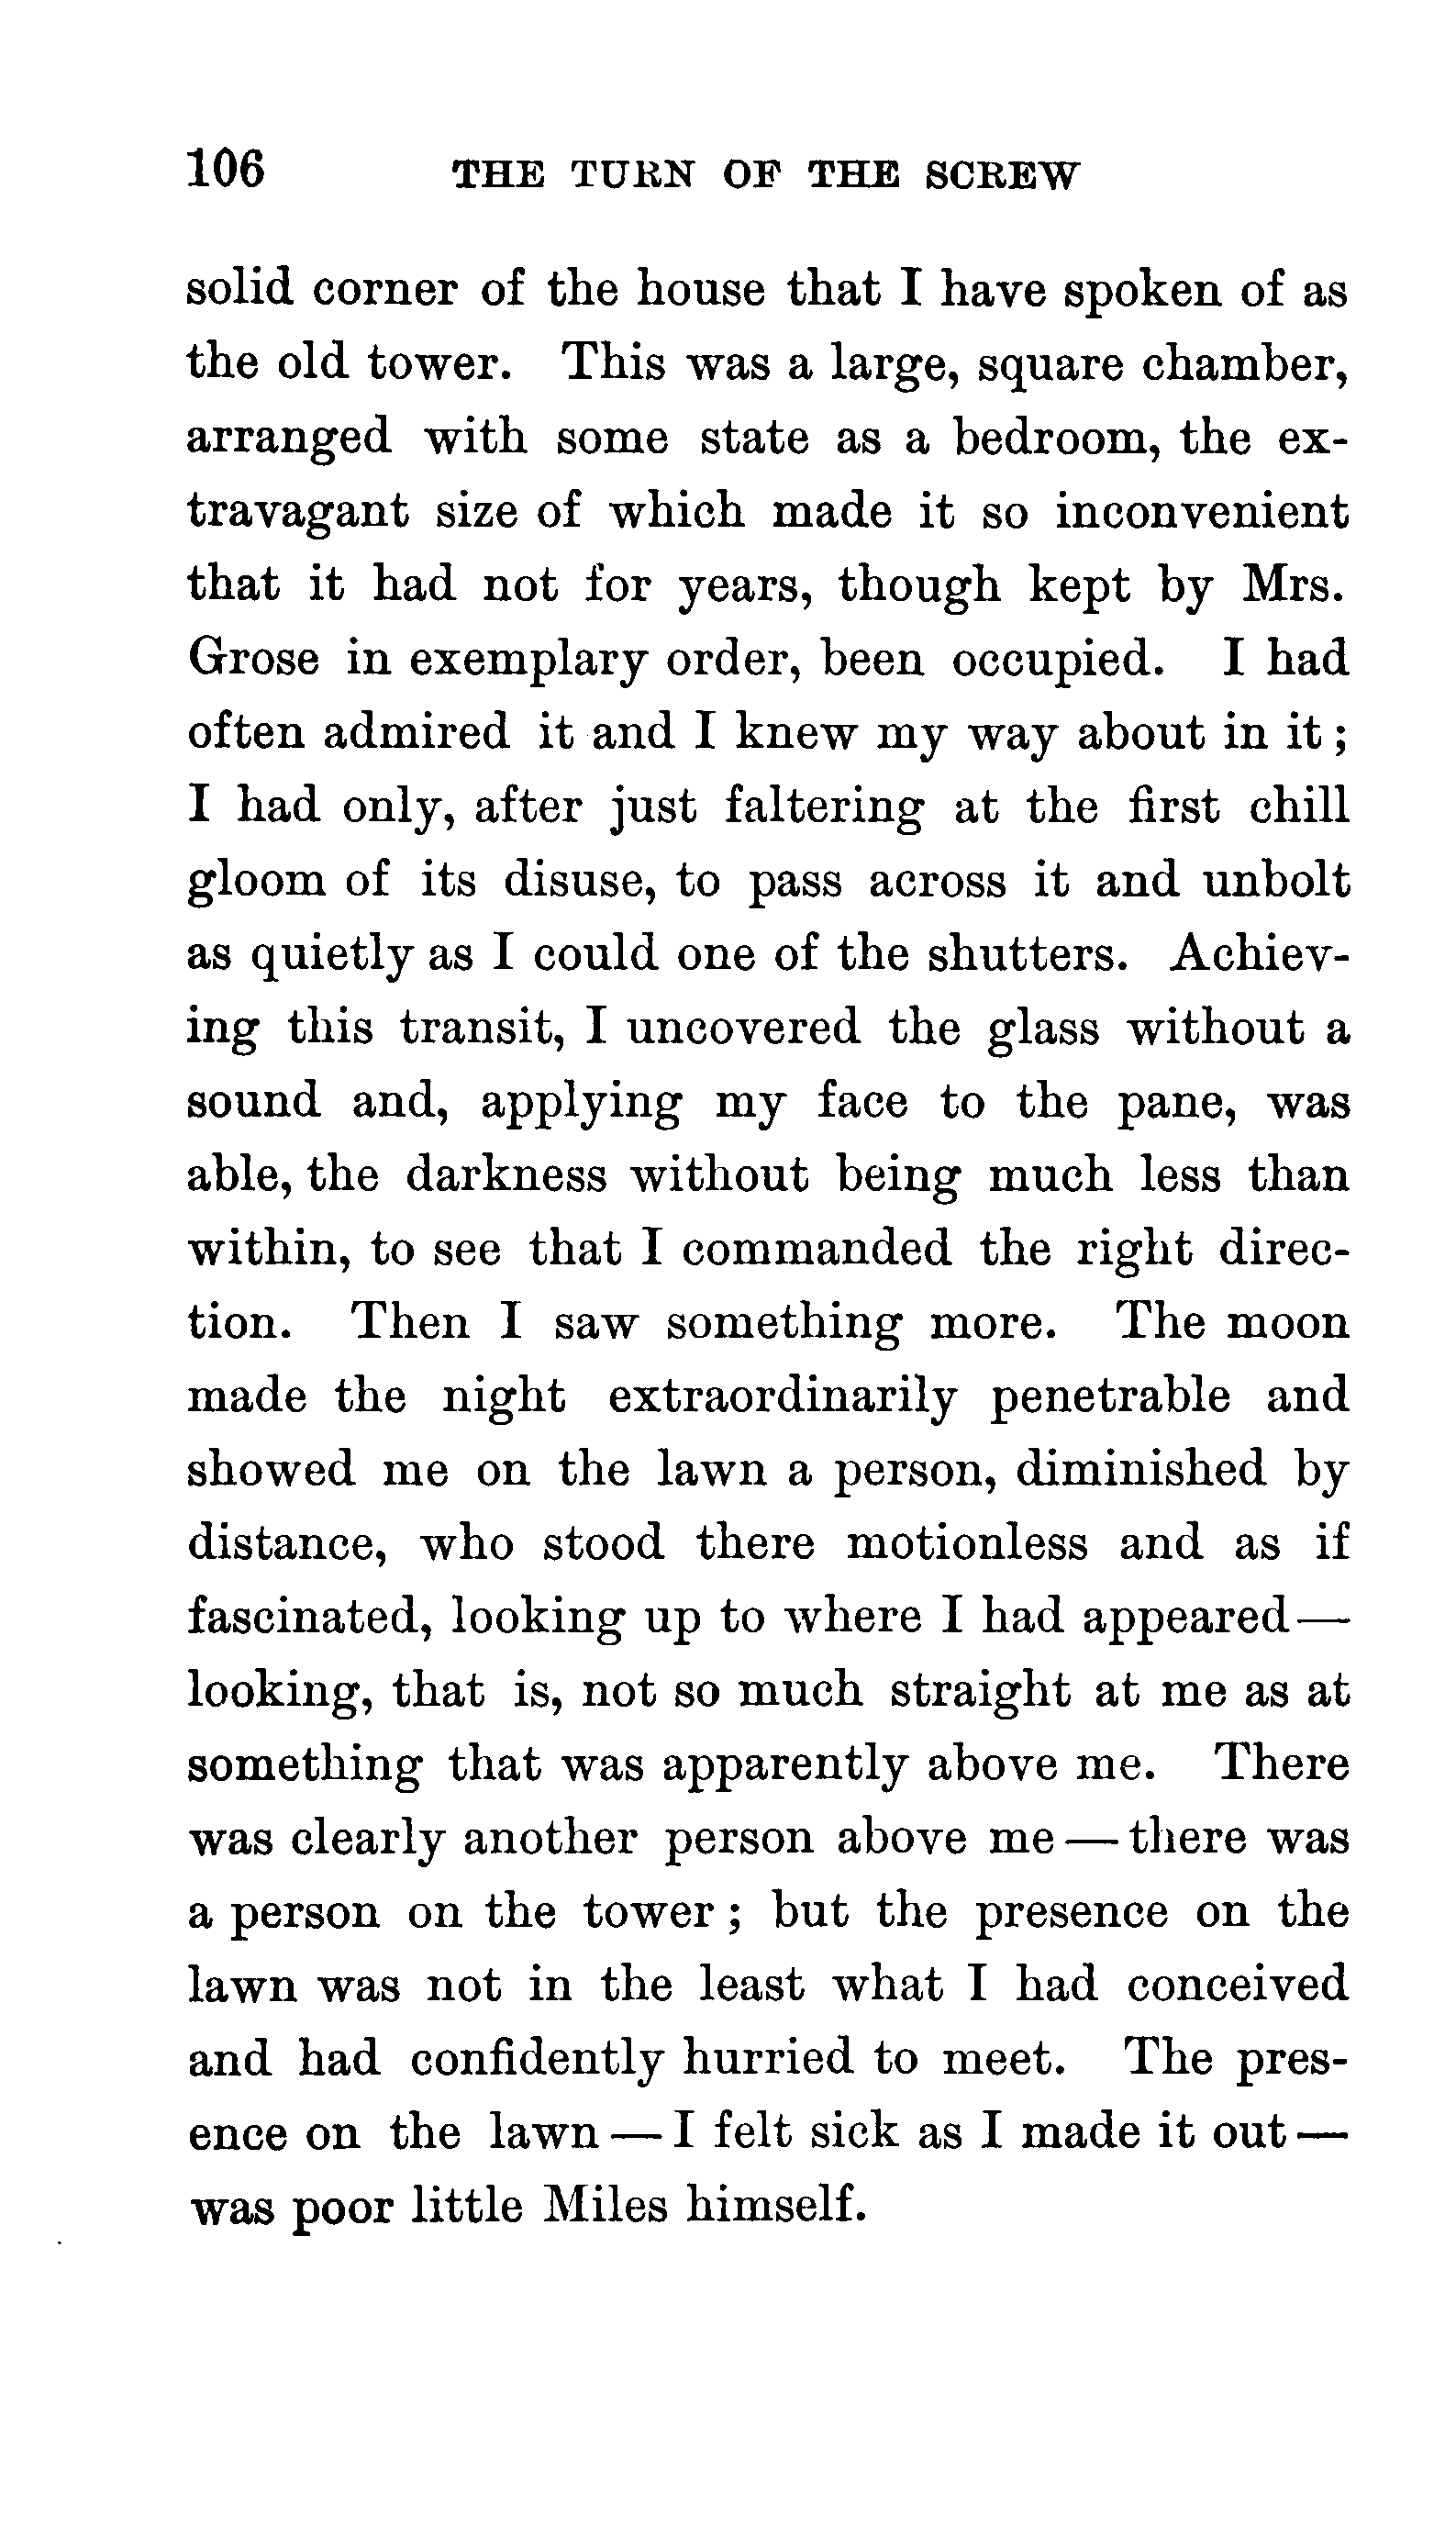 106 THE TURN OF THE SCREW
solid corner of the house that I have spoken of as
the old tower. This was a large, square chamber,
arranged with some state as a bedroom, the ex-
travagant size of which made it so inconvenient
that it had not for years, though kept by Mrs.
Grose in exemplary order, been occupied. I had
often admired it and I knew my way about in it ;
I had only, after just faltering at the first chill
gloom of its disuse, to pass across it and unbolt
as quietly as I could one of the shutters. Achiev-
ing this transit, I uncovered the glass without a
sound and, applying my face to the pane, was
able, the darkness without being much less than
within, to see that I commanded the right direc-
tion. Then I saw something more. The moon
made the night extraordinarily penetrable and
showed me on the lawn a person, diminished by
distance, who stood there motionless and as if
fascinated, looking up to where I had appeared—
looking, that is, not so much straight at me as at
something that was apparently above me. There
was clearly another person above me — there was
a person on the tower ; but the presence on the
lawn was not in the least what I had conceived
and had confidently hurried to meet. The pres-
ence on the lawn — I felt sick as I made it out —
was poor little Miles himself.